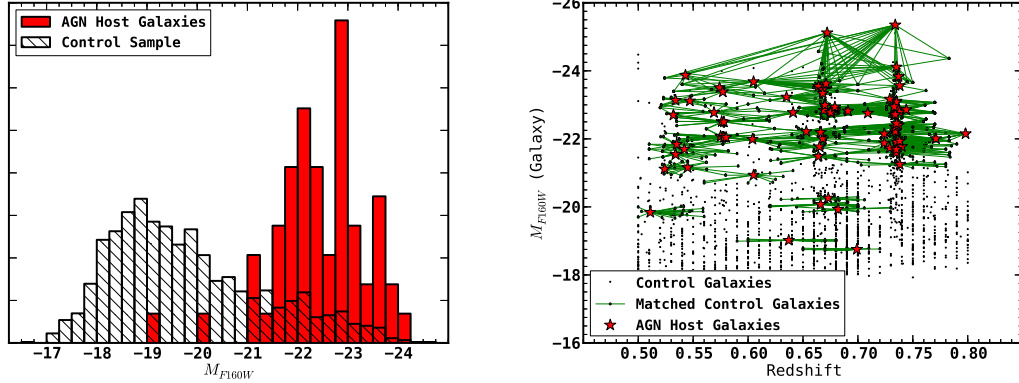 AGN Host Galaxies
Control Sample
−17 −18 −19 −20 −21 −22 −23 −24
M_F160W
−26
−24
−22
−20
−18
−16
M_F160W (Galaxy)
Control Galaxies
Matched Control Galaxies
AGN Host Galaxies
0.50 0.55 0.60 0.65 0.70 0.75 0.80
Redshift